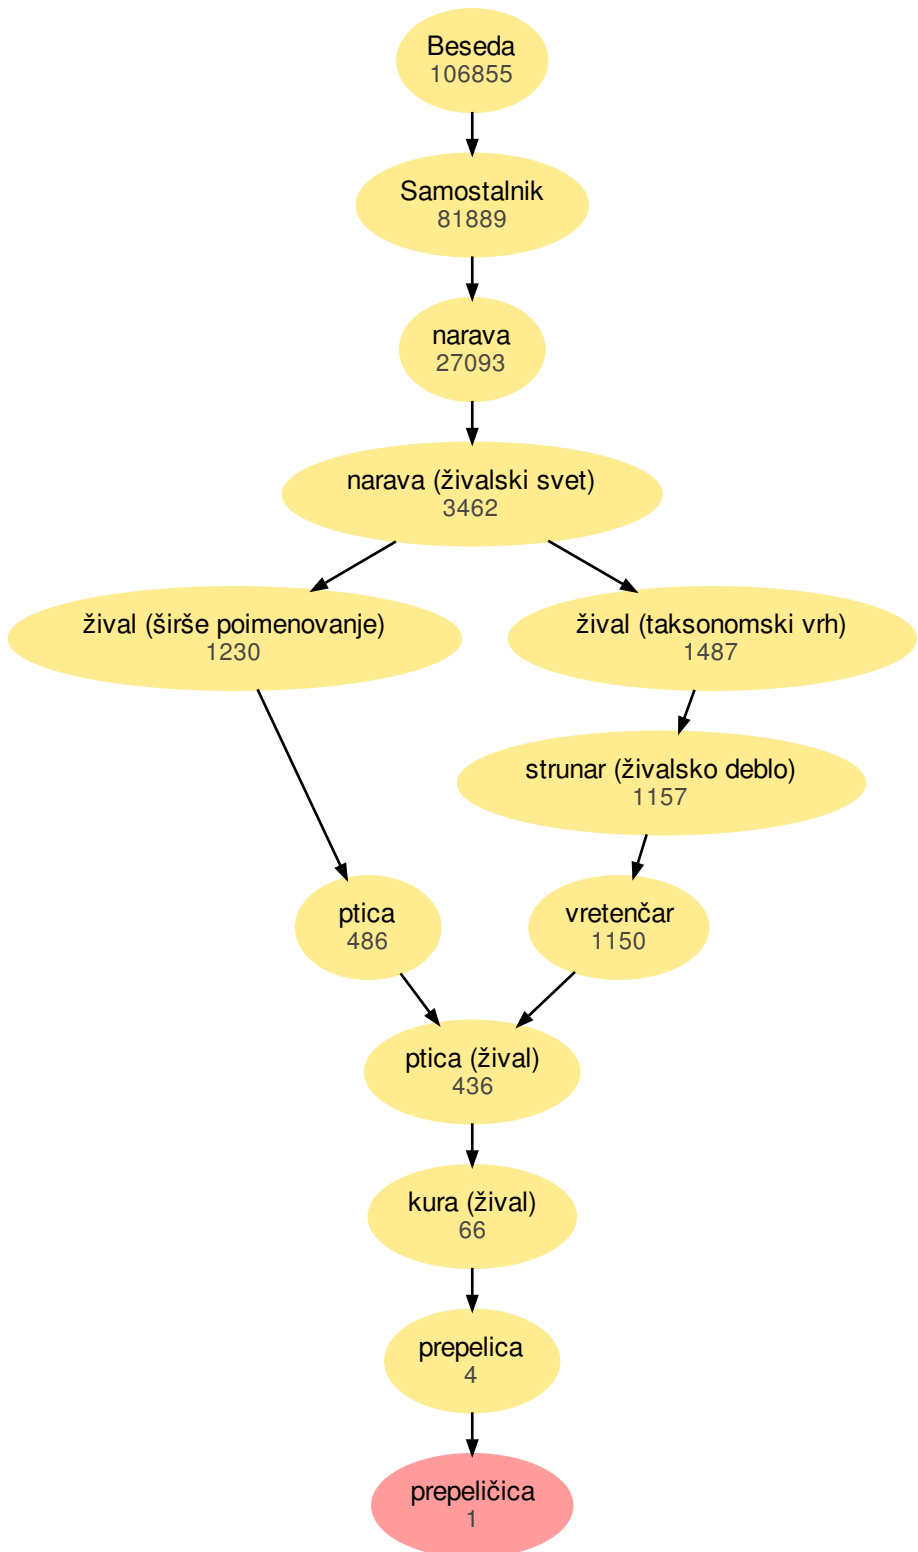 Beseda
106855
Samostalnik
81889
narava
27093
narava (živalski svet)
3462
žival (širše poimenovanje)
1230
žival (taksonomski vrh)
1487
strunar (živalsko deblo)
1157
ptica
486
vretenčar
1150
ptica (žival)
436
kura (žival)
66
prepelica
4
prepeličica
1